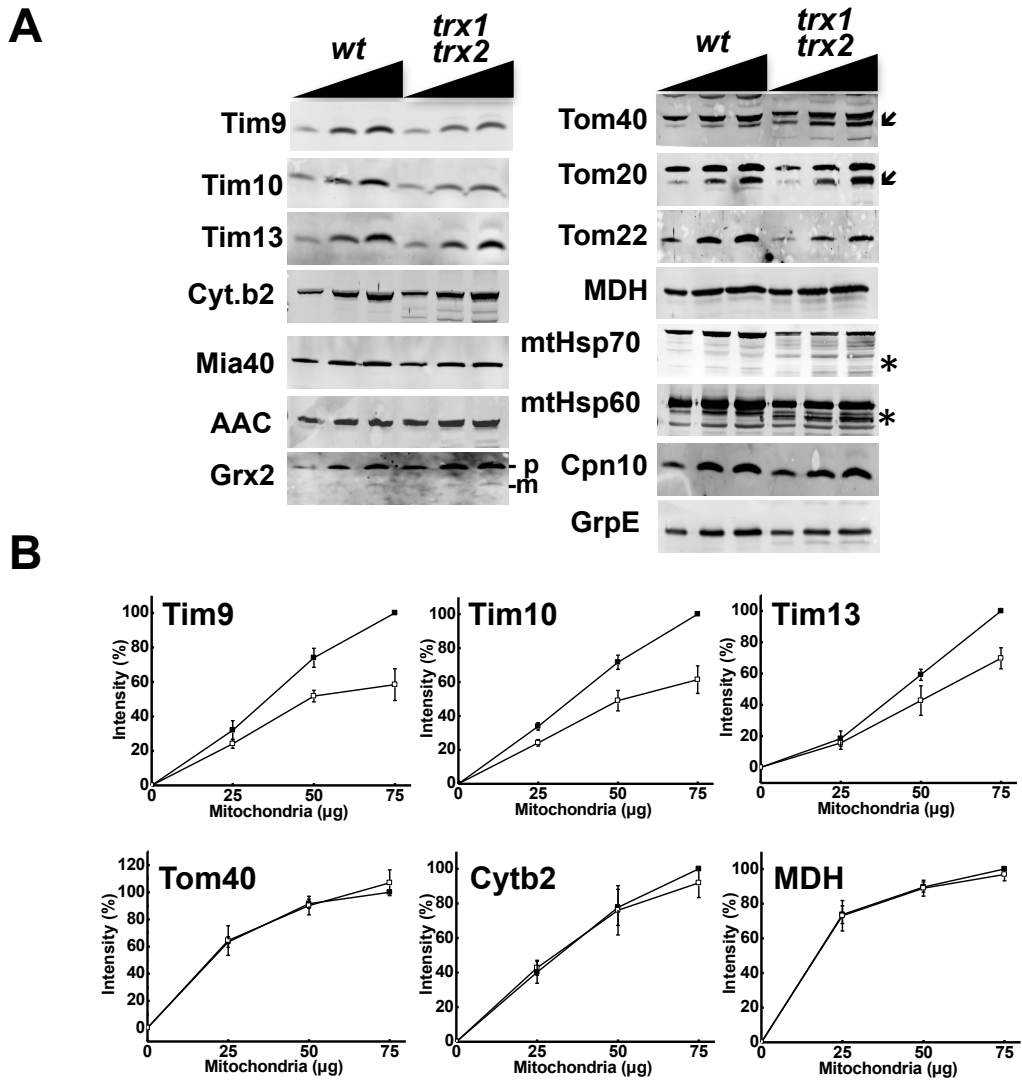 A
wt
trx1
trx2
Tim9
Tim10
Tim13
Cyt.b2
Mia40
AAC
Grx2
- p
-m
wt
trx1
trx2
Tom40
Tom20
Tom22
MDH
mtHsp70
*
mtHsp60
*
Cpn10
GrpE
B
Tim9
Intensity (%)
100
80
60
40
20
0
0 25 50 75
Mitochondria (µg)
Tim10
Intensity (%)
100
80
60
40
20
0
0 25 50 75
Mitochondria (µg)
Tim13
Intensity (%)
100
80
60
40
20
0
0 25 50 75
Mitochondria (µg)
Tom40
Intensity (%)
120
100
80
60
40
20
0
0 25 50 75
Mitochondria (µg)
Cytb2
Intensity (%)
100
80
60
40
20
0
0 25 50 75
Mitochondria (µg)
MDH
Intensity (%)
100
80
60
40
20
0
0 25 50 75
Mitochondria (µg)